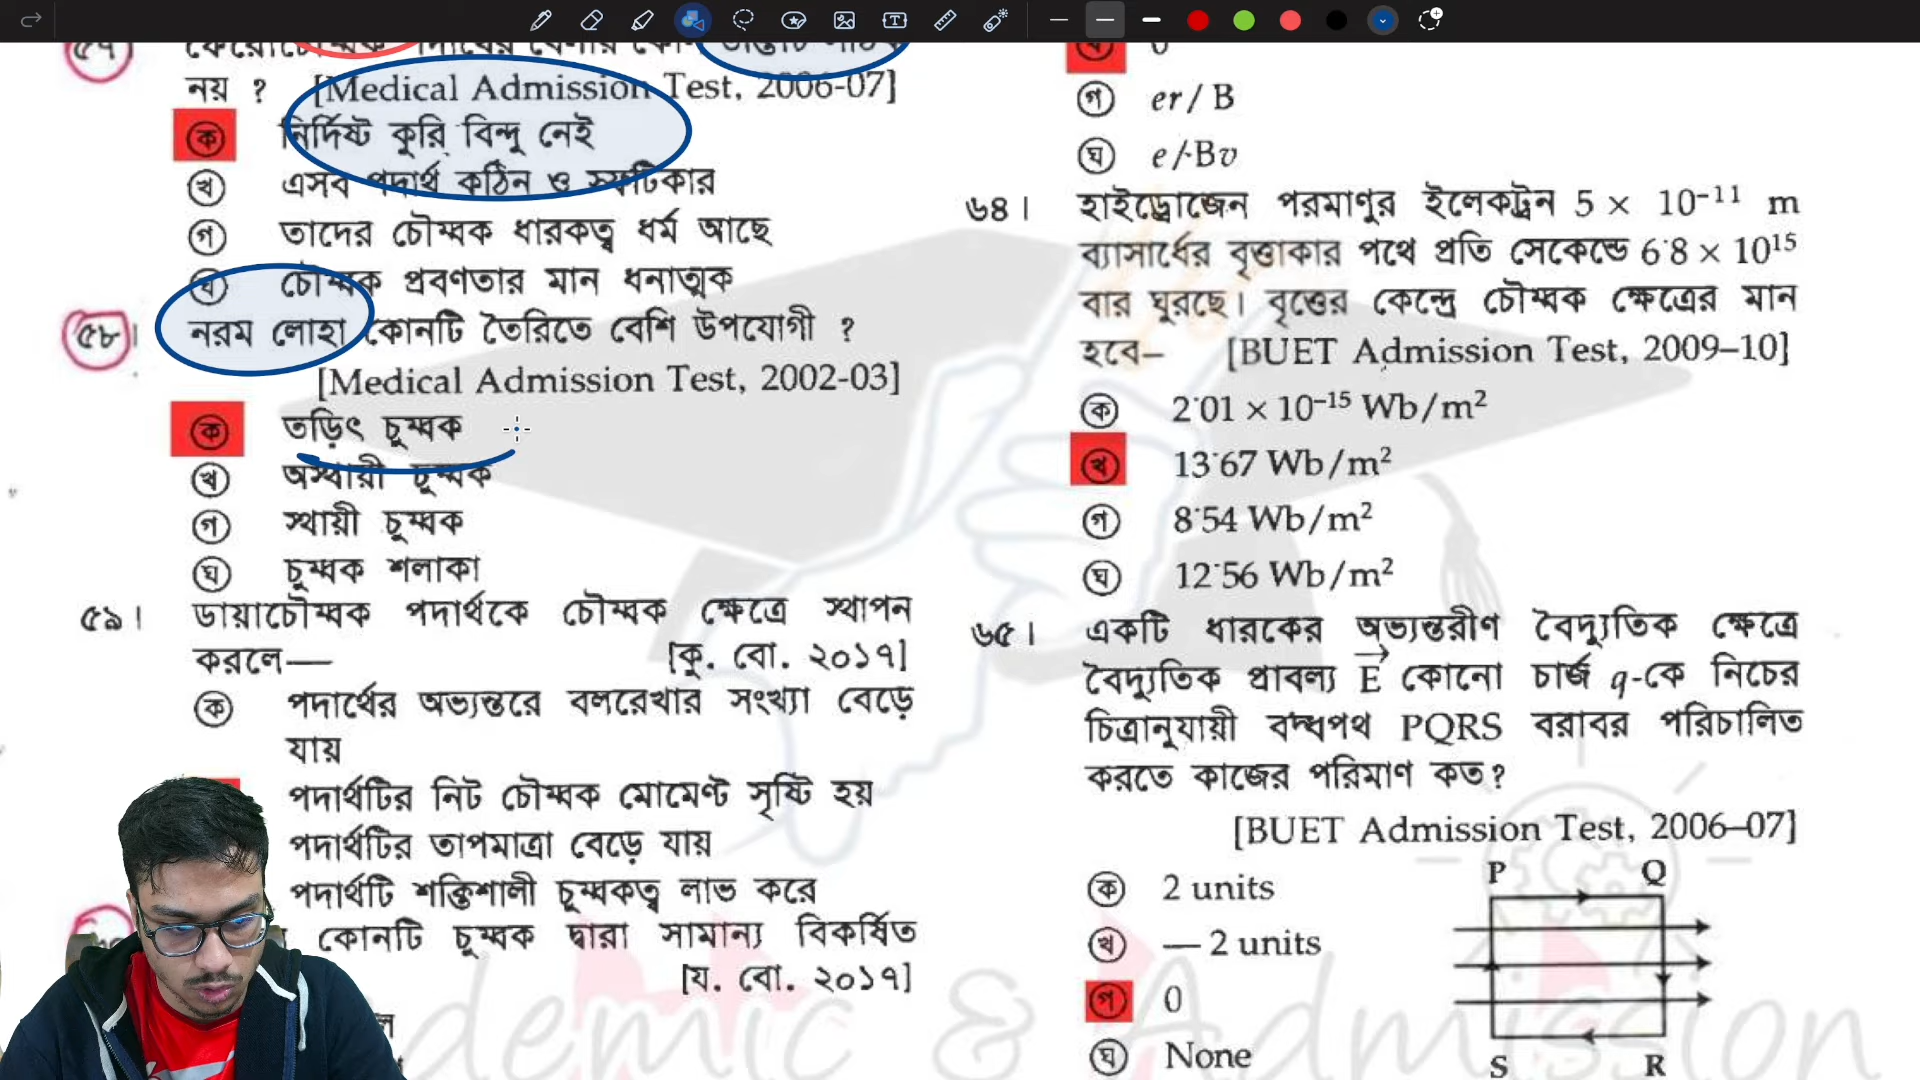 ৫৭
নয় ? [Medical Admission Test, 2006-07]
ক নির্দিষ্ট কুরি বিন্দু নেই
খ এসব পদার্থ কঠিন ও স্ফটিকার
গ তাদের চৌম্বক ধারকত্ব ধর্ম আছে
ঘ চৌম্বক প্রবণতার মান ধনাত্মক
৫৮। নরম লোহা কোনটি তৈরিতে বেশি উপযোগী ?
[Medical Admission Test, 2002-03]
ক তড়িৎ চুম্বক
খ অস্থায়ী চুম্বক
গ স্থায়ী চুম্বক
ঘ চুম্বক শলাকা
৫৯। ডায়াচৌম্বক পদার্থকে চৌম্বক ক্ষেত্রে স্থাপন
করলে— [কু. বো. ২০১৭]
ক পদার্থের অভ্যন্তরে বলরেখার সংখ্যা বেড়ে
যায়
পদার্থটির নিট চৌম্বক মোমেণ্ট সৃষ্টি হয়
পদার্থটির তাপমাত্রা বেড়ে যায়
পদার্থটি শক্তিশালী চুম্বকত্ব লাভ করে
কোনটি চুম্বক দ্বারা সামান্য বিকর্ষিত
[য. বো. ২০১৭]
গ er / B
ঘ e / Bv
৬৪। হাইড্রোজেন পরমাণুর ইলেকট্রন 5 × 10⁻¹¹ m
ব্যাসার্ধের বৃত্তাকার পথে প্রতি সেকেন্ডে 6·8 × 10¹⁵
বার ঘুরছে। বৃত্তের কেন্দ্রে চৌম্বক ক্ষেত্রের মান
হবে– [BUET Admission Test, 2009–10]
ক 2·01 × 10⁻¹⁵ Wb/m²
খ 13·67 Wb/m²
গ 8·54 Wb/m²
ঘ 12·56 Wb/m²
৬৫। একটি ধারকের অভ্যন্তরীণ বৈদ্যুতিক ক্ষেত্রে
বৈদ্যুতিক প্রাবল্য E কোনো চার্জ q-কে নিচের
চিত্রানুযায়ী বদ্ধপথ PQRS বরাবর পরিচালিত
করতে কাজের পরিমাণ কত?
[BUET Admission Test, 2006–07]
ক 2 units
খ — 2 units
গ 0
ঘ None
P Q
S R
demic & Admission